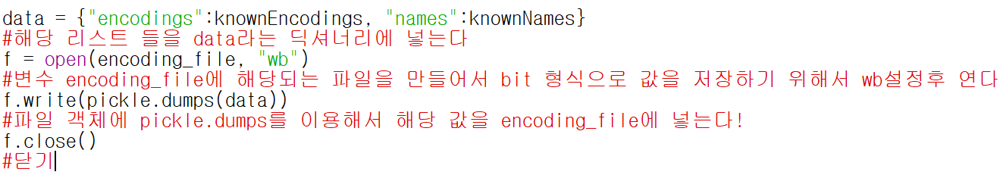 data = {"encodings":knownEncodings, "names":knownNames}
#해당 리스트 들을 data라는 딕셔너리에 넣는다
f = open(encoding_file, "wb")
#변수 encoding_file에 해당되는 파일을 만들어서 bit 형식으로 값을 저장하기 위해서 wb설정후 연다
f.write(pickle.dumps(data))
#파일 객체에 pickle.dumps를 이용해서 해당 값을 encoding_file에 넣는다!
f.close()
#닫기